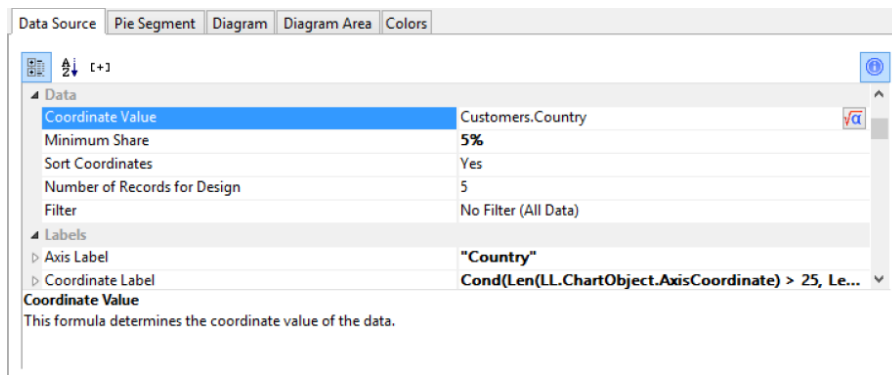 Data Source Pie Segment Diagram Diagram Area Colors
A Z [+]
Data
Coordinate Value Customers.Country √α
Minimum Share 5%
Sort Coordinates Yes
Number of Records for Design 5
Filter No Filter (All Data)
Labels
Axis Label "Country"
Coordinate Label Cond(Len(LL.ChartObject.AxisCoordinate) > 25, Le...
Coordinate Value
This formula determines the coordinate value of the data.